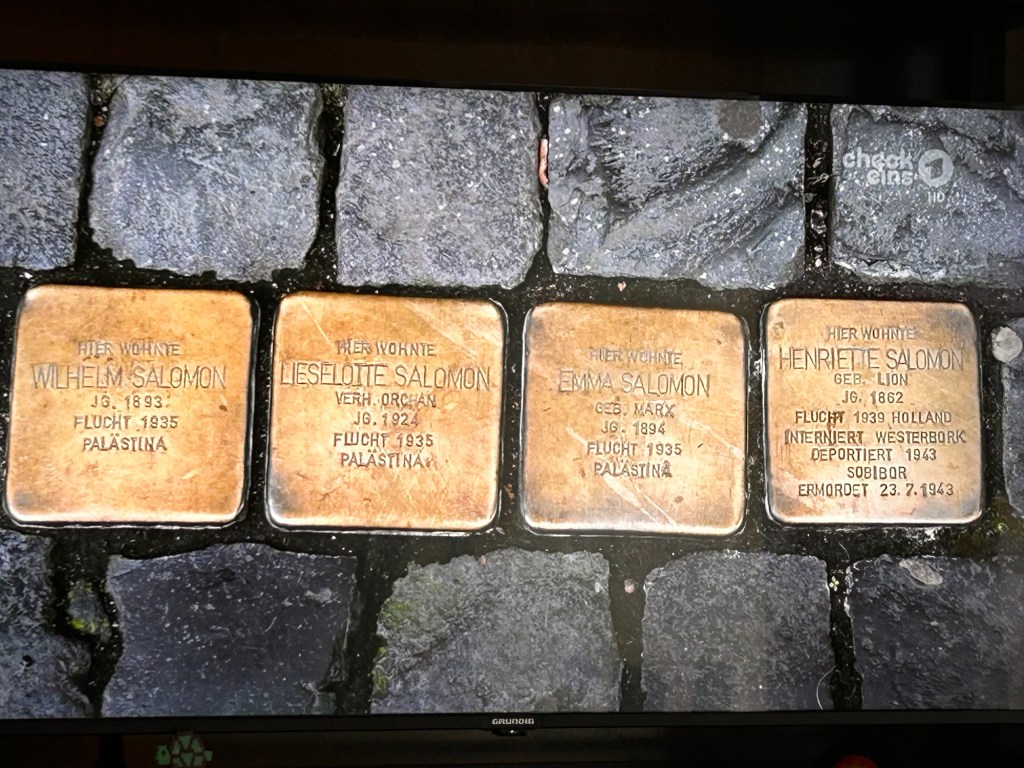 check
eins
HD
HIER WOHNTE
WILHELM SALOMON
JG. 1893
FLUCHT 1935
PALÄSTINA
HIER WOHNTE
LIESELOTTE SALOMON
VERH. ORCHAN
JG. 1924
FLUCHT 1935
PALÄSTINA
HIER WOHNTE
EMMA SALOMON
GEB. MARX
JG. 1894
FLUCHT 1935
PALÄSTINA
HIER WOHNTE
HENRIETTE SALOMON
GEB. LION
JG. 1862
FLUCHT 1939 HOLLAND
INTERNIERT WESTERBORK
DEPORTIERT 1943
SOBIBOR
ERMORDET 23.7.1943
GRUNDIG